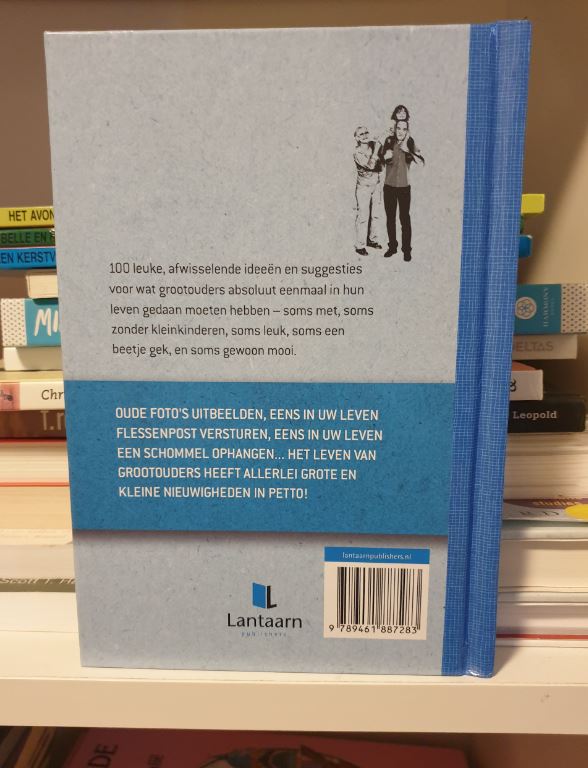 100 leuke, afwisselende ideeën en suggesties
voor wat grootouders absoluut eenmaal in hun
leven gedaan moeten hebben – soms met, soms
zonder kleinkinderen, soms leuk, soms een
beetje gek, en soms gewoon mooi.
OUDE FOTO'S UITBEELDEN, EENS IN UW LEVEN
FLESSENPOST VERSTUREN, EENS IN UW LEVEN
EEN SCHOMMEL OPHANGEN... HET LEVEN VAN
GROOTOUDERS HEEFT ALLERLEI GROTE EN
KLEINE NIEUWIGHEDEN IN PETTO!
lantaarnpublishers.nl
Lantaarn
publishers
9 789461 887283
HET AVON
BELLE EN
EEN KERSTV
Chr
Leopold